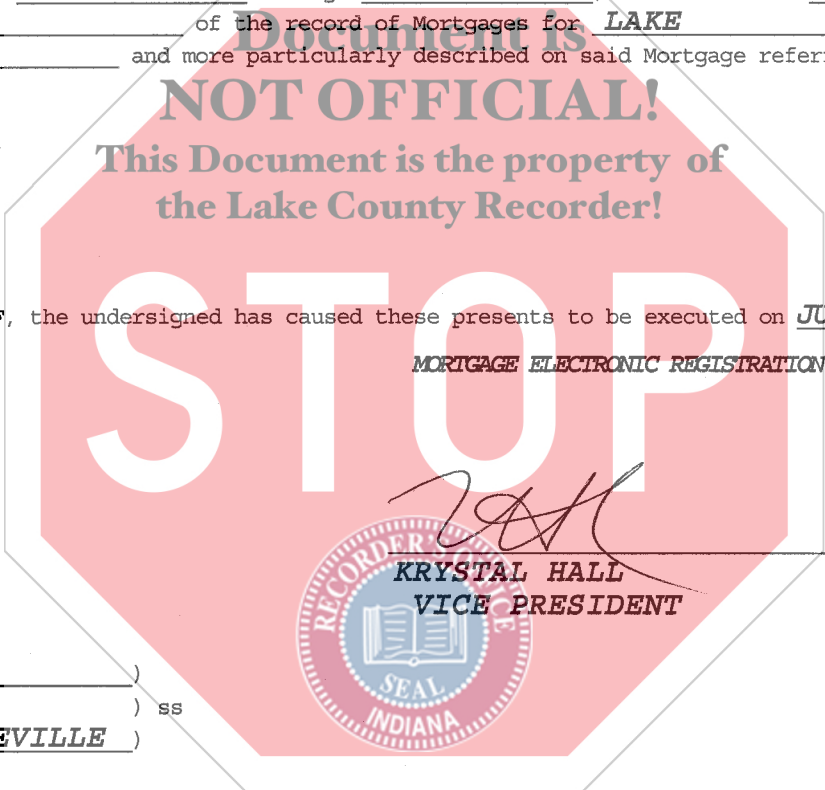 of the record of Mortgages for LAKE
Document is
and more particularly described on said Mortgage referr
NOT OFFICIAL!
This Document is the property of
the Lake County Recorder!
STOP
, the undersigned has caused these presents to be executed on JU
MORTGAGE ELECTRONIC REGISTRATION
KRYSTAL HALL
VICE PRESIDENT
RECORDER'S OFFICE
SEAL
INDIANA
)
) ss
EVILLE )